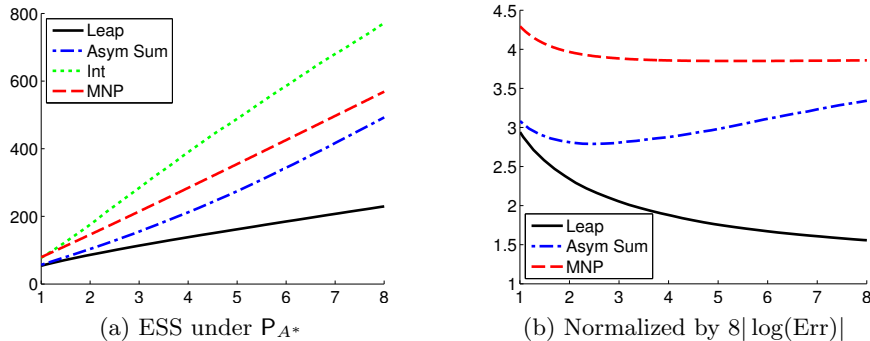 800
600
400
200
0
1 2 3 4 5 6 7 8
Leap
Asym Sum
Int
MNP
(a) ESS under P_{A*}
4.5
4
3.5
3
2.5
2
1.5
1
1 2 3 4 5 6 7 8
Leap
Asym Sum
MNP
(b) Normalized by 8| log(Err)|